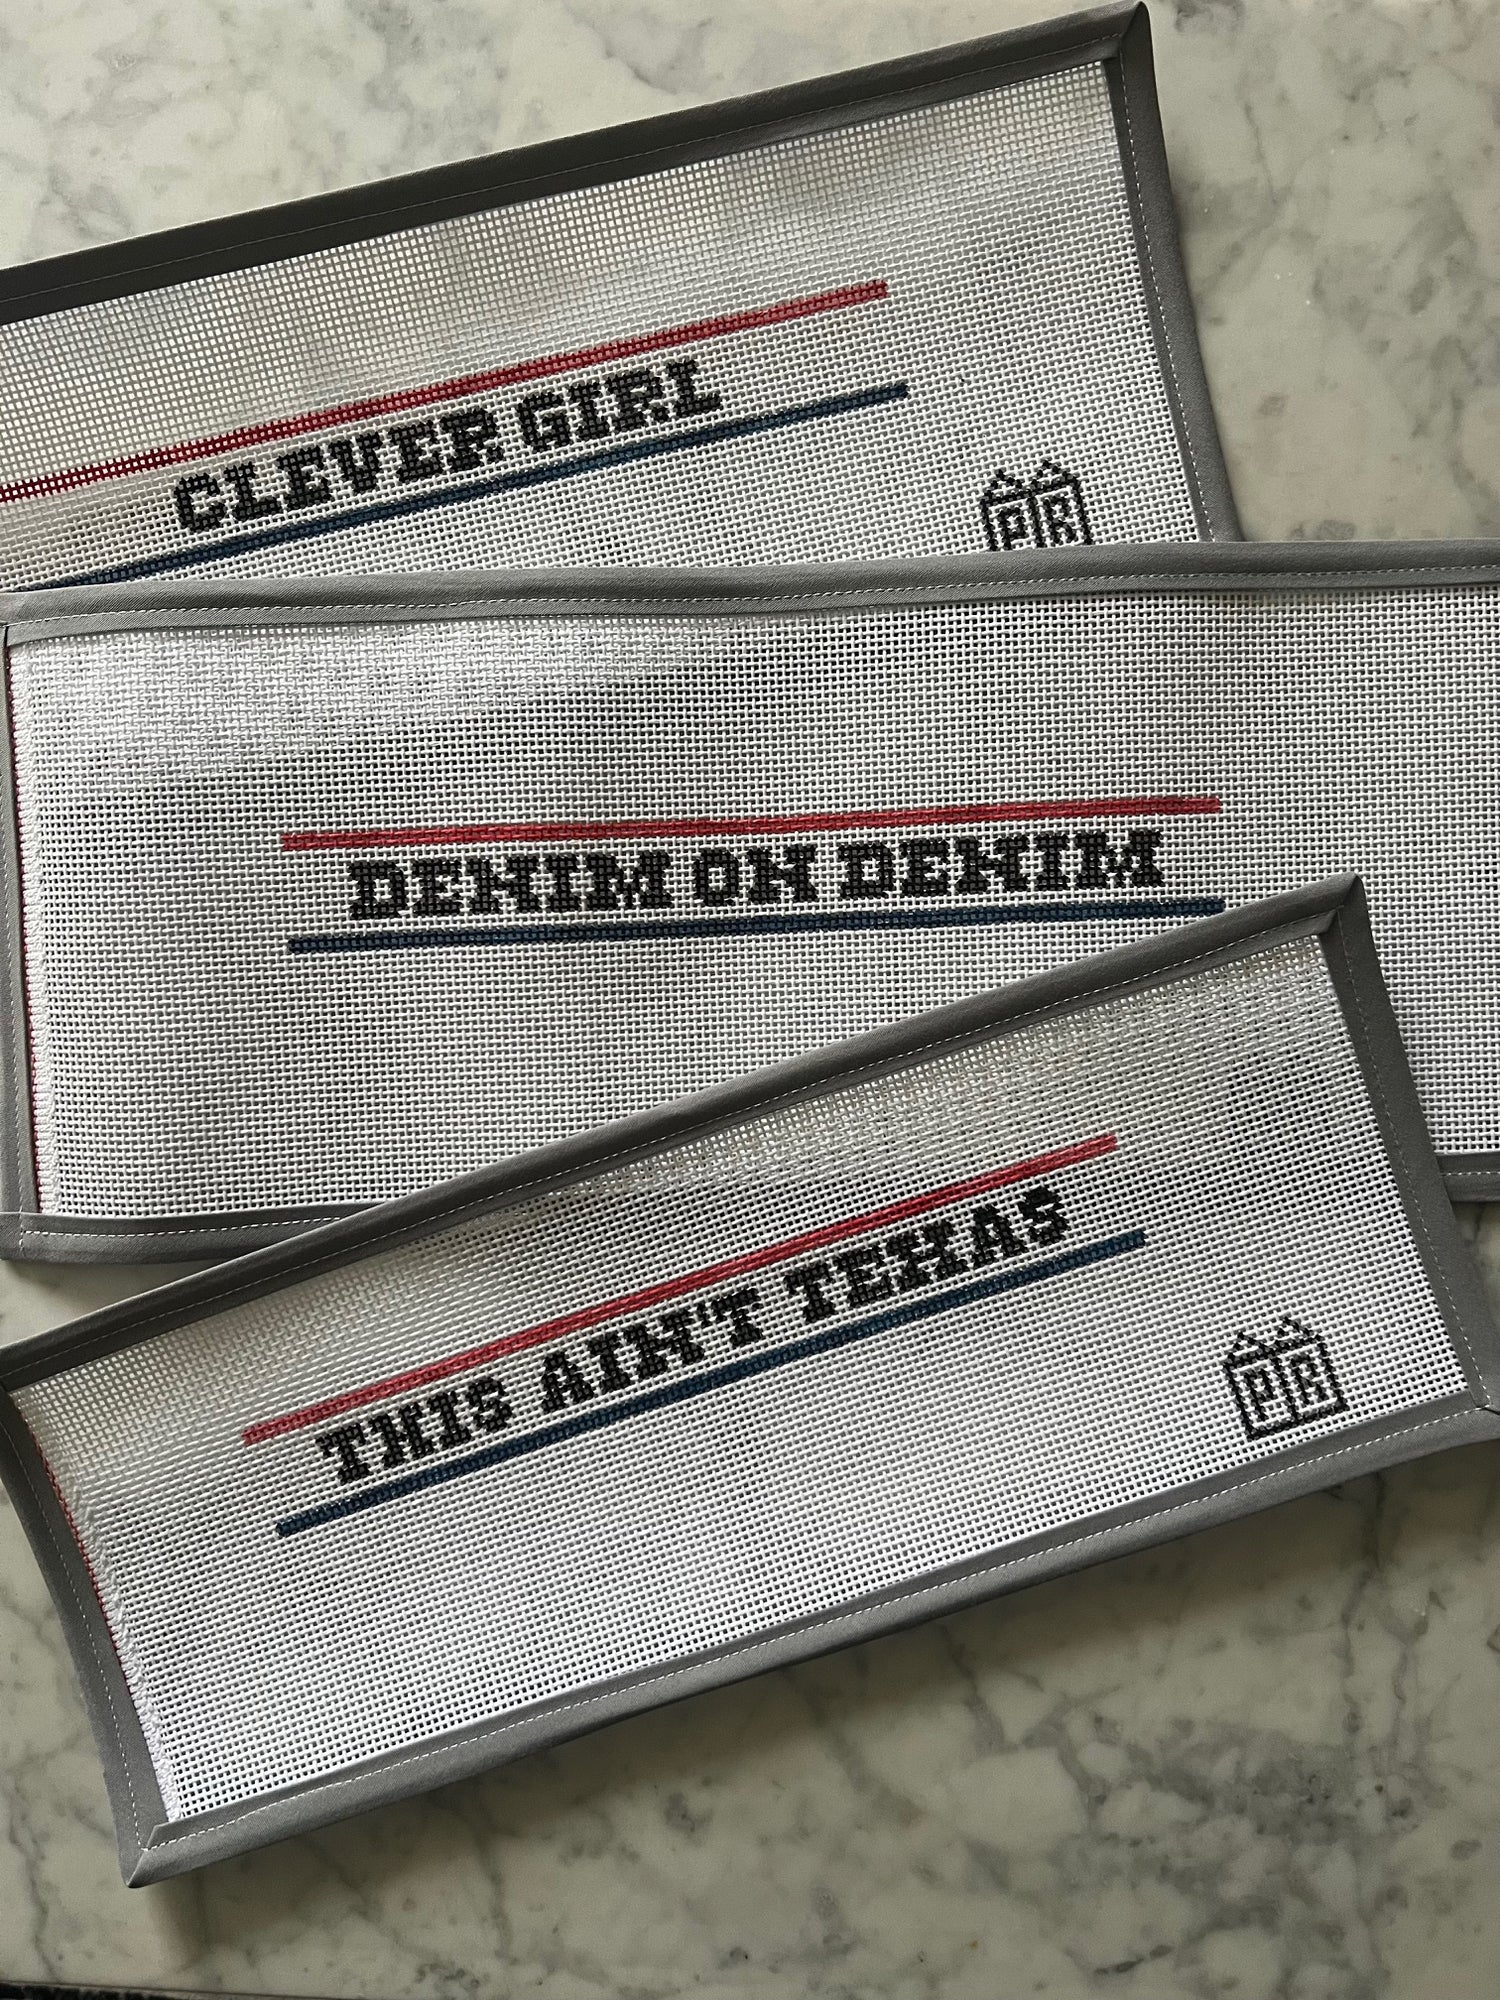 CLEVER GIRL
PR
DENIM ON DENIM
THIS AIN'T TEXAS
PR